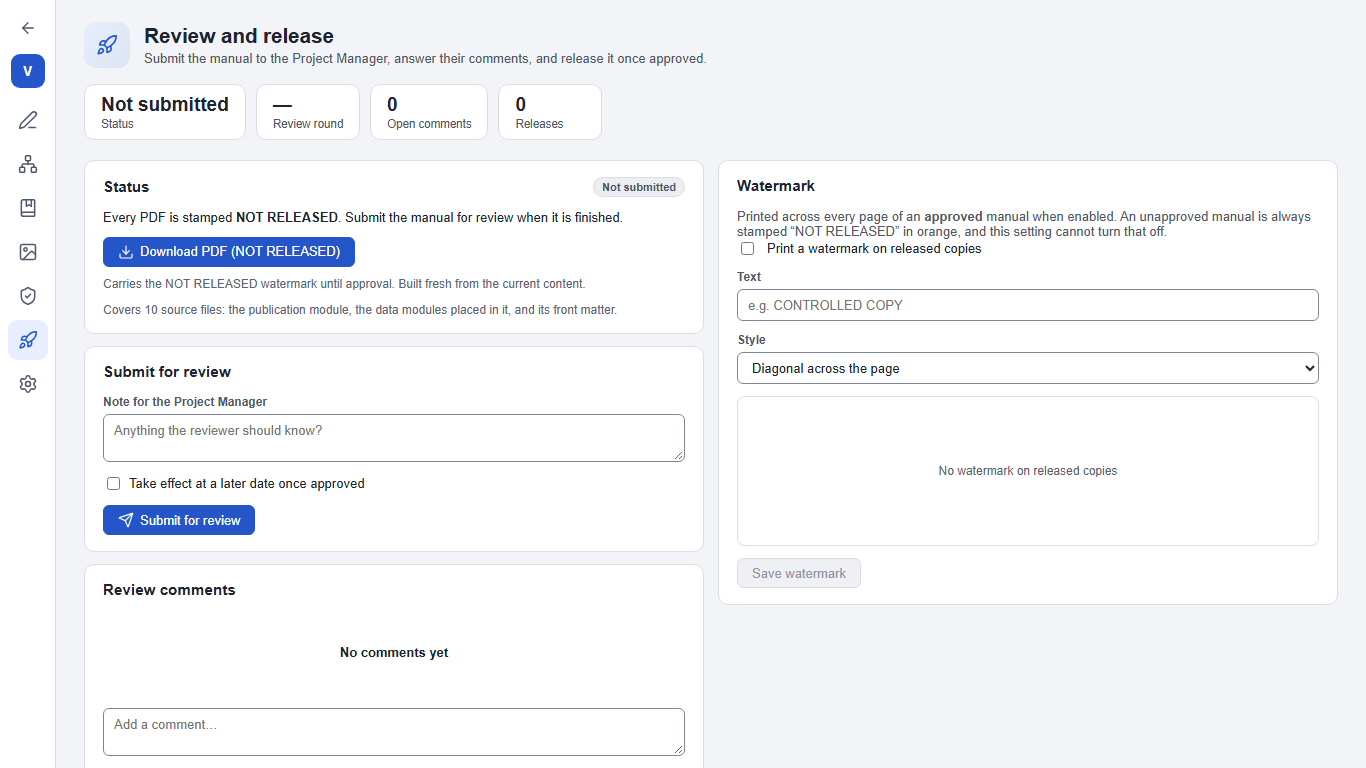 V
Review and release
Submit the manual to the Project Manager, answer their comments, and release it once approved.
Not submitted
Status
—
Review round
0
Open comments
0
Releases
Status
Not submitted
Every PDF is stamped NOT RELEASED. Submit the manual for review when it is finished.
Download PDF (NOT RELEASED)
Carries the NOT RELEASED watermark until approval. Built fresh from the current content.
Covers 10 source files: the publication module, the data modules placed in it, and its front matter.
Submit for review
Note for the Project Manager
Anything the reviewer should know?
Take effect at a later date once approved
Submit for review
Review comments
No comments yet
Add a comment…
Watermark
Printed across every page of an approved manual when enabled. An unapproved manual is always
stamped “NOT RELEASED” in orange, and this setting cannot turn that off.
Print a watermark on released copies
Text
e.g. CONTROLLED COPY
Style
Diagonal across the page
No watermark on released copies
Save watermark